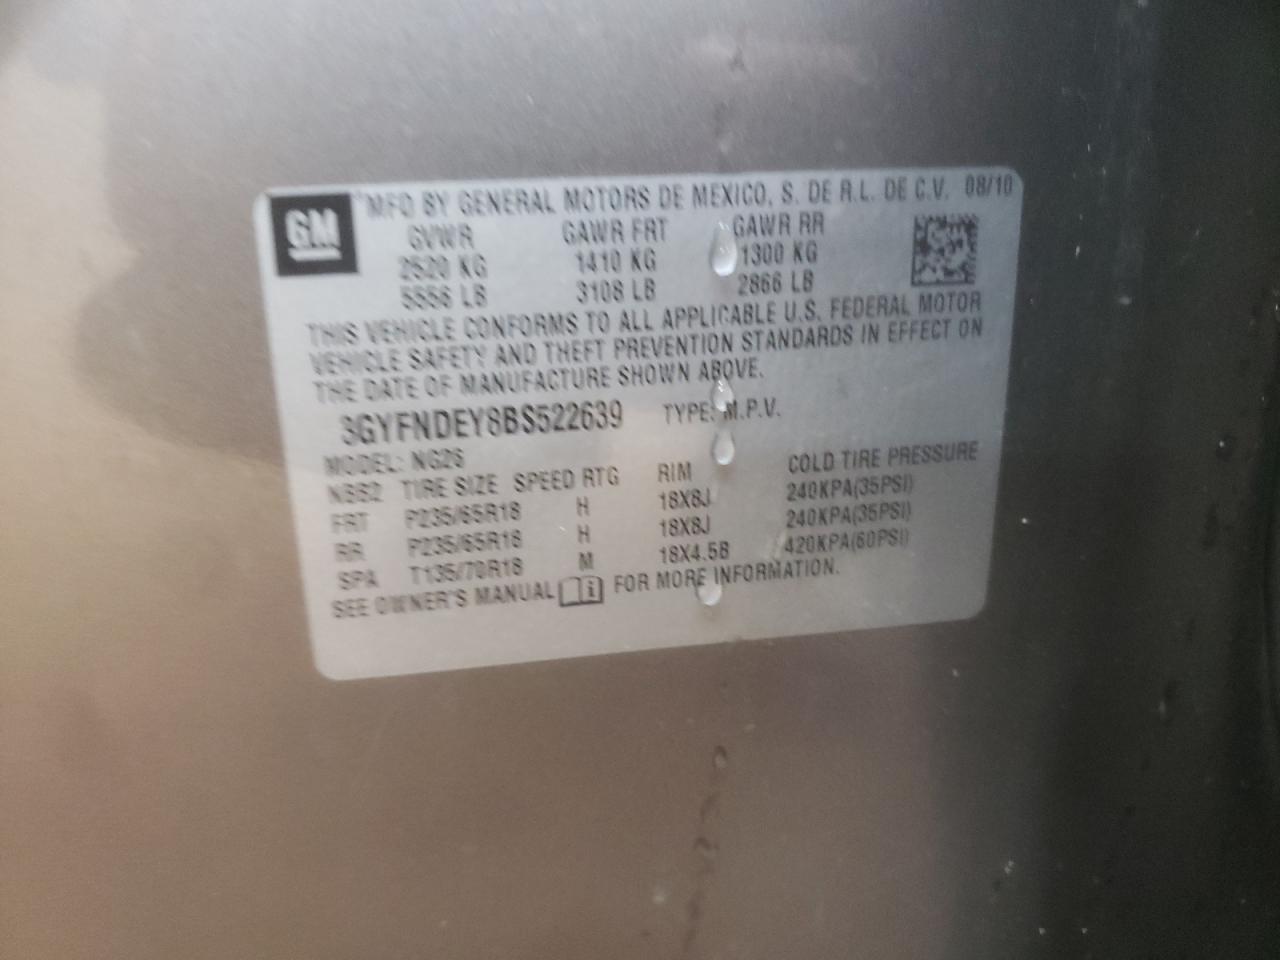 GM
MFD BY GENERAL MOTORS DE MEXICO, S. DE R.L. DE C.V. 08/10
GVWR GAWR FRT GAWR RR
2520 KG 1410 KG 1300 KG
5556 LB 3108 LB 2866 LB
THIS VEHICLE CONFORMS TO ALL APPLICABLE U.S. FEDERAL MOTOR
VEHICLE SAFETY AND THEFT PREVENTION STANDARDS IN EFFECT ON
THE DATE OF MANUFACTURE SHOWN ABOVE.
3GYFNDEY8BS522639 TYPE: M.P.V.
MODEL: NG26
TIRE SIZE SPEED RTG RIM COLD TIRE PRESSURE
FRT P235/65R18 H 18X8J 240KPA(35PSI)
RR P235/65R18 H 18X8J 240KPA(35PSI)
SPA T135/70R18 M 18X4.5B 420KPA(60PSI)
SEE OWNER'S MANUAL FOR MORE INFORMATION.